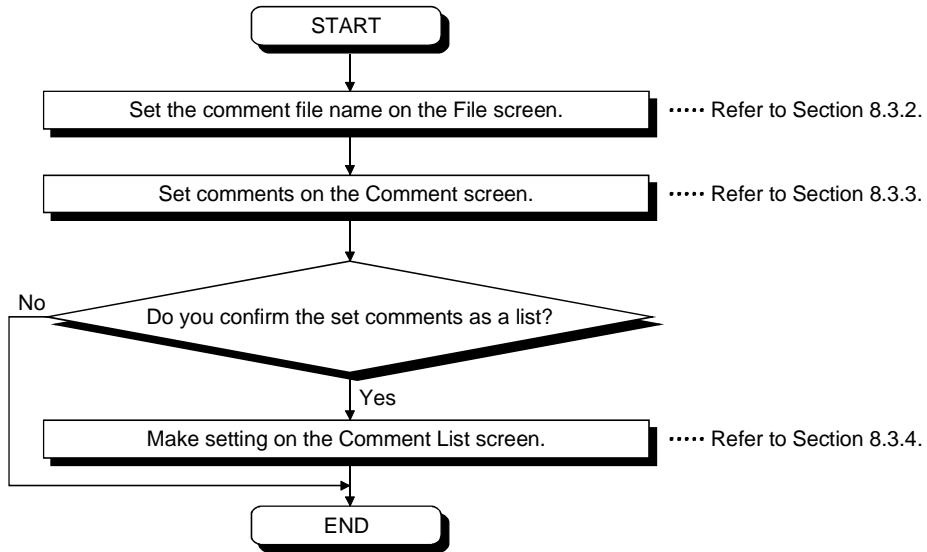 START
Set the comment file name on the File screen. ····· Refer to Section 8.3.2.
Set comments on the Comment screen. ····· Refer to Section 8.3.3.
No
Do you confirm the set comments as a list?
Yes
Make setting on the Comment List screen. ····· Refer to Section 8.3.4.
END